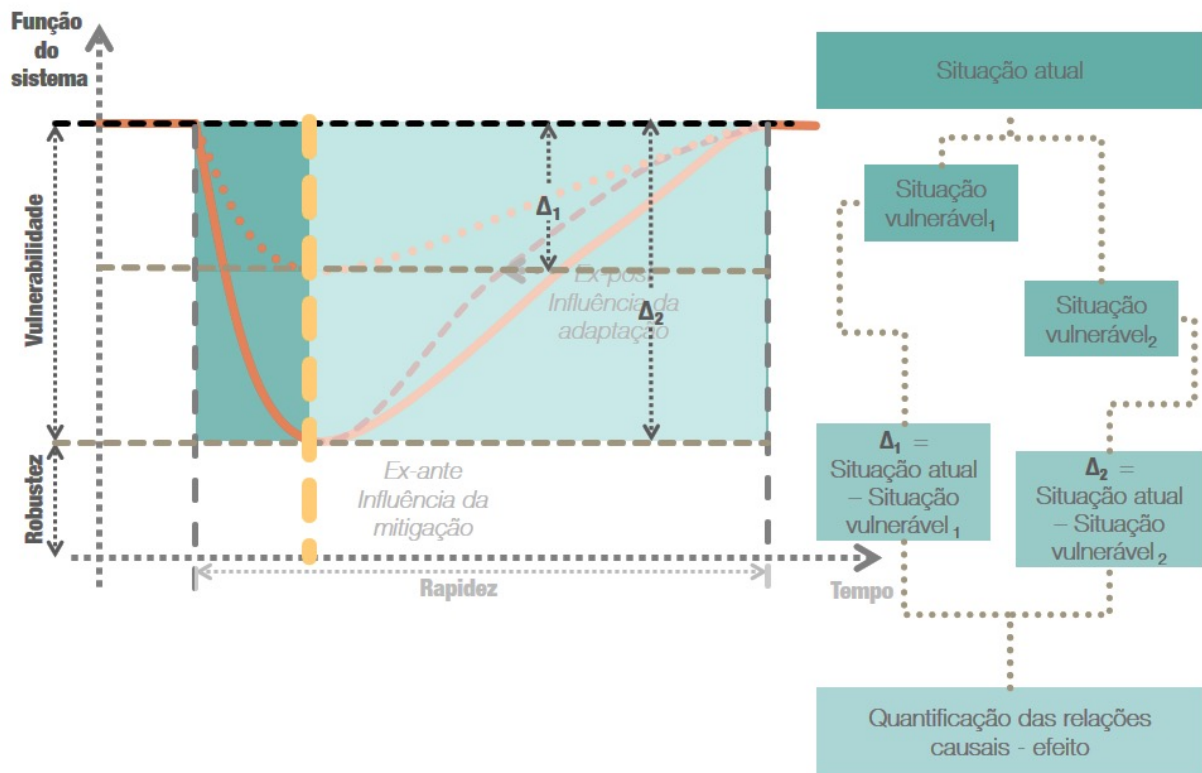 Função
do
sistema
Vulnerabilidade
Robustez
Δ1
Δ2
Ex-post
Influência da
adaptação
Ex-ante
Influência da
mitigação
Rapidez
Tempo
Situação atual
Situação
vulnerável1
Situação
vulnerável2
Δ1 =
Situação atual
– Situação
vulnerável 1
Δ2 =
Situação atual
– Situação
vulnerável 2
Quantificação das relações
causais - efeito